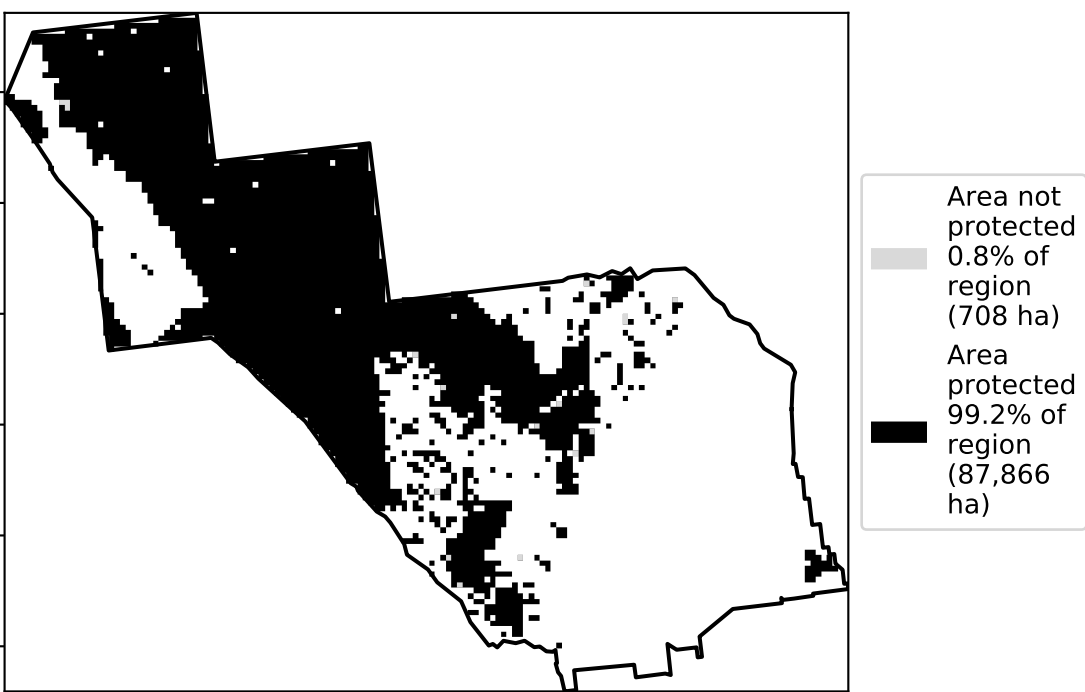 Area not
protected
0.8% of
region
(708 ha)
Area
protected
99.2% of
region
(87,866
ha)